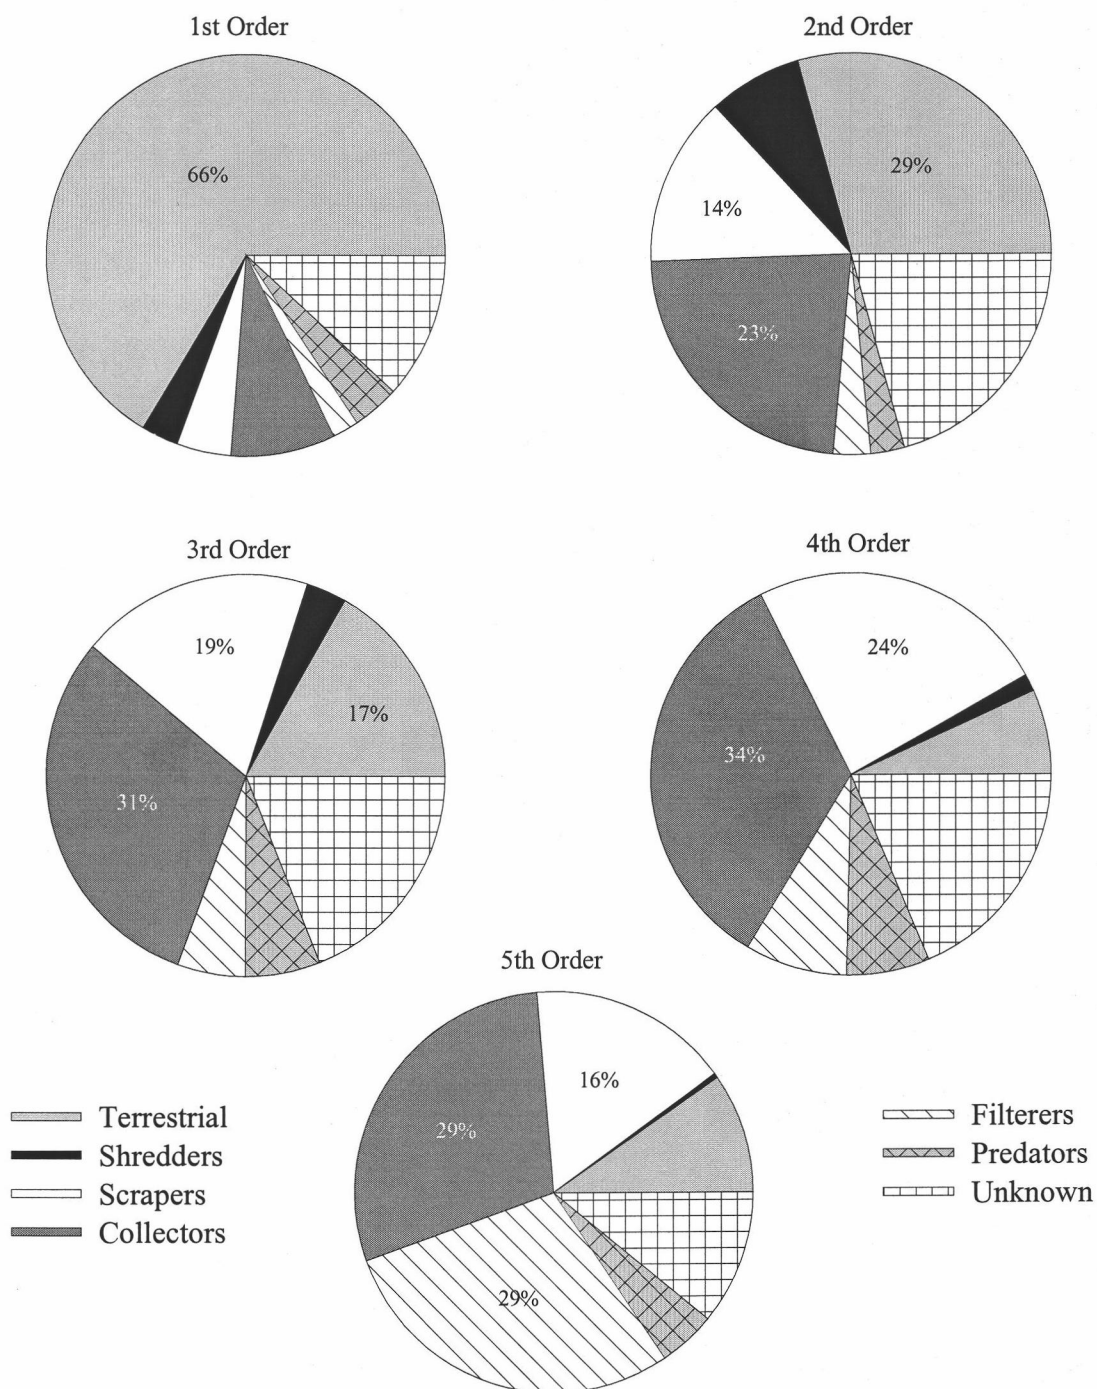 1st Order
66%
2nd Order
29%
14%
23%
3rd Order
19%
17%
31%
4th Order
24%
34%
5th Order
16%
29%
29%
Terrestrial
Shredders
Scrapers
Collectors
Filterers
Predators
Unknown